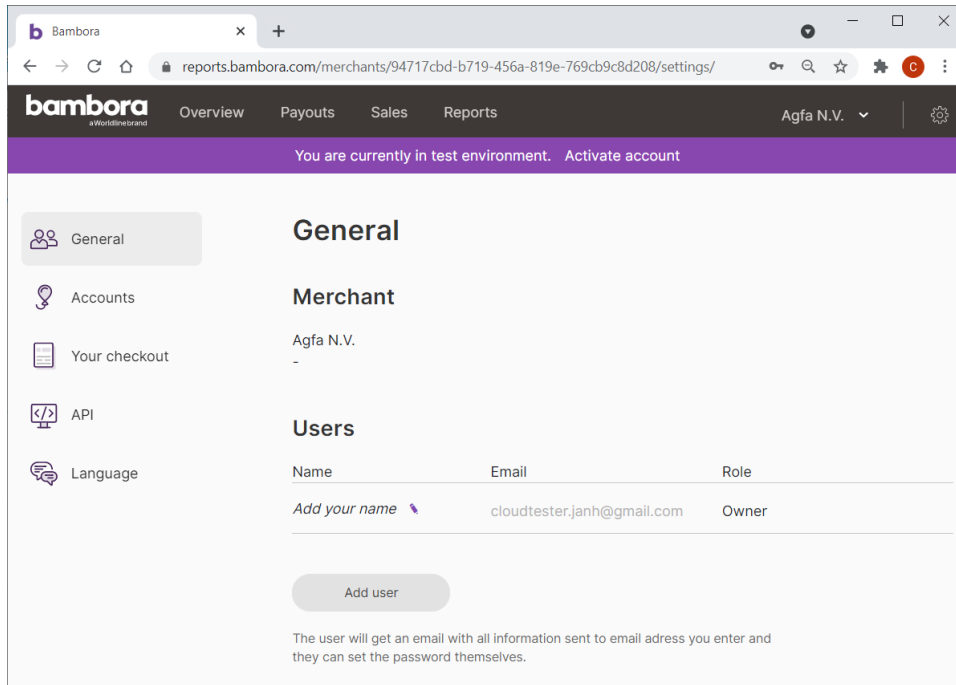 Bambora
reports.bambora.com/merchants/94717cbd-b719-456a-819e-769cb9c8d208/settings/
C
bambora
a Worldline brand
Overview Payouts Sales Reports Agfa N.V.
You are currently in test environment. Activate account
General
Accounts
Your checkout
API
Language
General
Merchant
Agfa N.V.
-
Users
Name Email Role
Add your name cloudtester.janh@gmail.com Owner
Add user
The user will get an email with all information sent to email adress you enter and
they can set the password themselves.